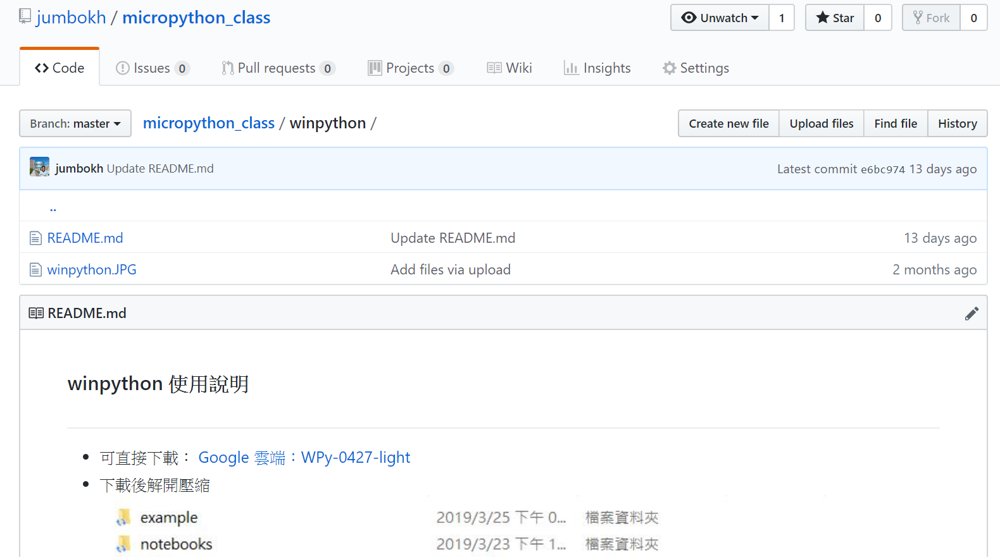 jumbokh / micropython_class Unwatch 1 Star 0 Fork 0
Code Issues 0 Pull requests 0 Projects 0 Wiki Insights Settings
Branch: master micropython_class / winpython / Create new file Upload files Find file History
jumbokh Update README.md Latest commit e6bc974 13 days ago
..
README.md Update README.md 13 days ago
winpython.JPG Add files via upload 2 months ago
README.md
winpython 使用說明
可直接下載： Google 雲端：WPy-0427-light
下載後解開壓縮
example 2019/3/25 下午 0... 檔案資料夾
notebooks 2019/3/23 下午 1... 檔案資料夾